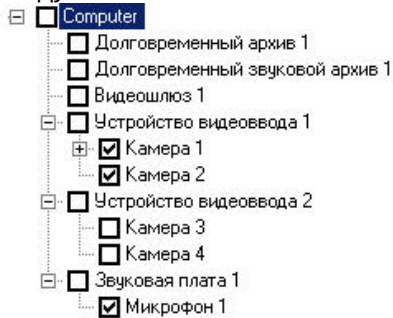 Computer
Долговременный архив 1
Долговременный звуковой архив 1
Видеошлюз 1
Устройство видеоввода 1
Камера 1
Камера 2
Устройство видеоввода 2
Камера 3
Камера 4
Звуковая плата 1
Микрофон 1